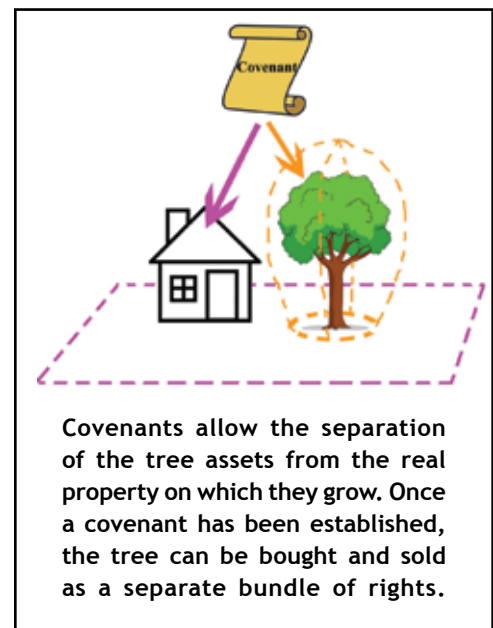 Covenant
Covenants allow the separation
of the tree assets from the real
property on which they grow. Once
a covenant has been established,
the tree can be bought and sold
as a separate bundle of rights.